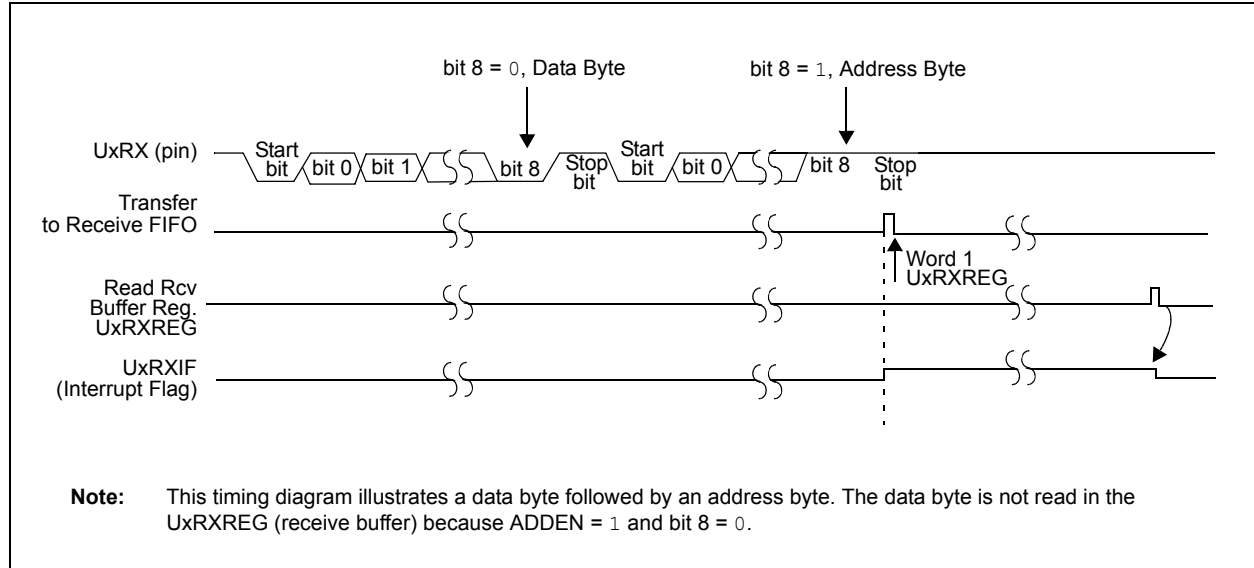 bit 8 = 0, Data Byte
bit 8 = 1, Address Byte
UxRX (pin)
Start
bit
bit 0
bit 1
bit 8
Stop
bit
Start
bit
bit 0
bit 8
Stop
bit
Transfer
to Receive FIFO
Word 1
UxRXREG
Read Rcv
Buffer Reg.
UxRXREG
UxRXIF
(Interrupt Flag)
Note: This timing diagram illustrates a data byte followed by an address byte. The data byte is not read in the
UxRXREG (receive buffer) because ADDEN = 1 and bit 8 = 0.